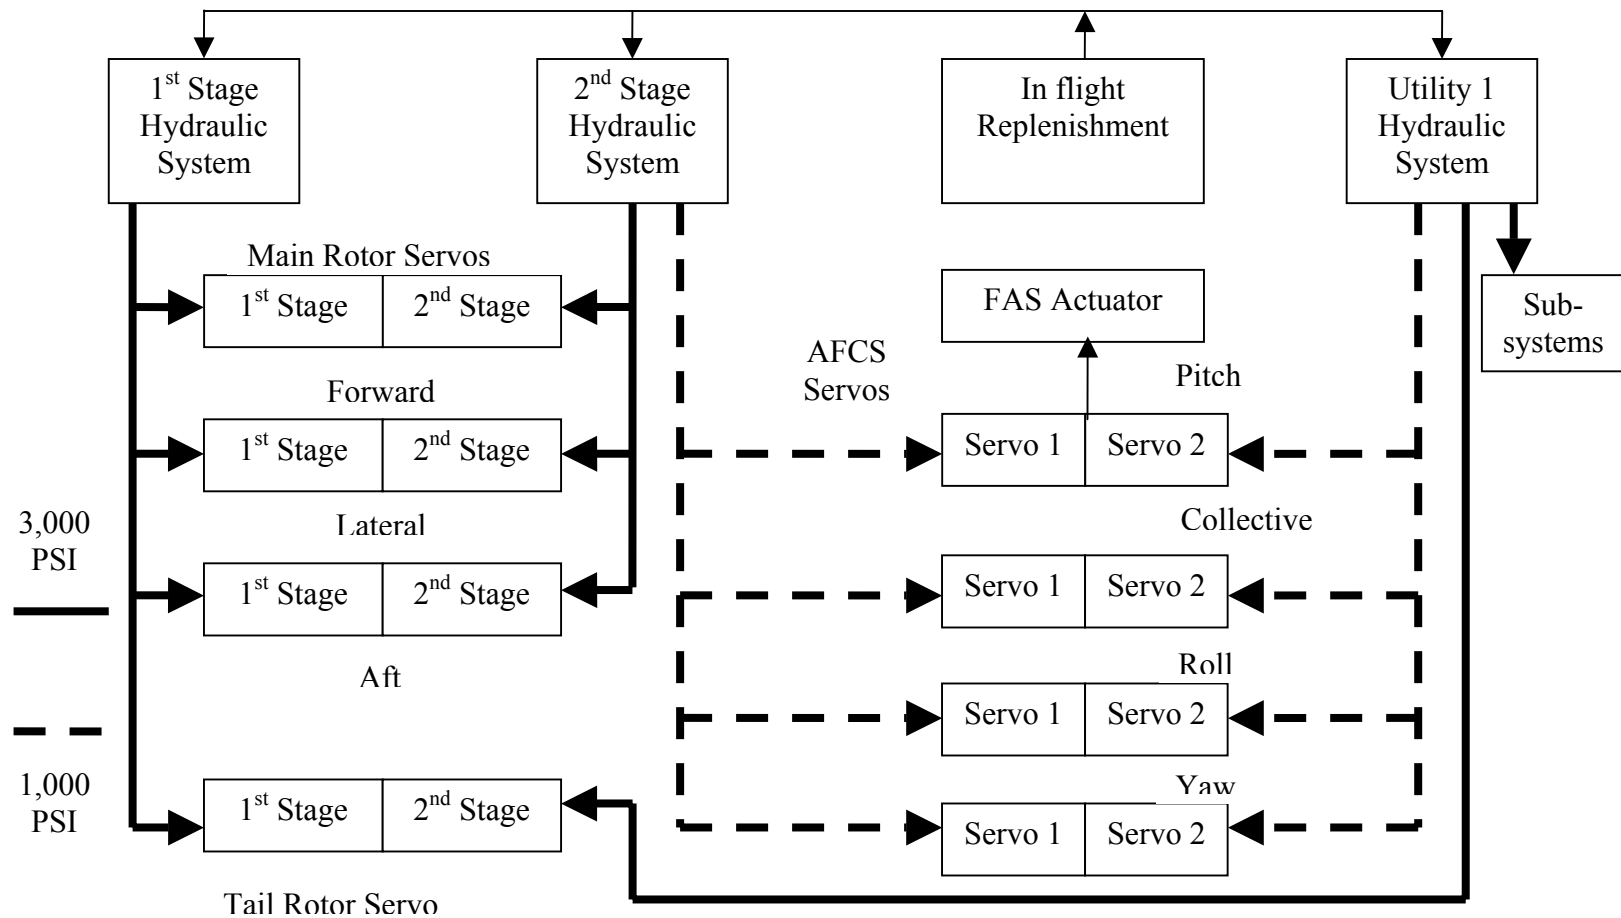 1st Stage
Hydraulic
System
2nd Stage
Hydraulic
System
In flight
Replenishment
Utility 1
Hydraulic
System
Main Rotor Servos
1st Stage
2nd Stage
FAS Actuator
Sub-
systems
AFCS
Servos
Pitch
Forward
1st Stage
2nd Stage
Servo 1
Servo 2
3,000
PSI
Lateral
Collective
1st Stage
2nd Stage
Servo 1
Servo 2
Aft
Roll
Servo 1
Servo 2
1,000
PSI
Yaw
1st Stage
2nd Stage
Servo 1
Servo 2
Tail Rotor Servo